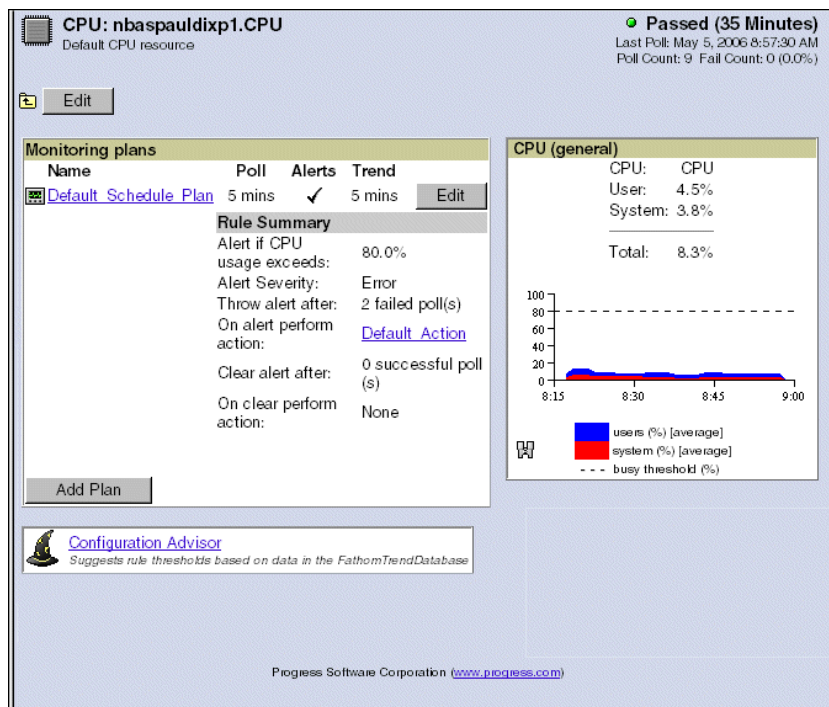 CPU: nbaspauldixp1.CPU
Default CPU resource
Passed (35 Minutes)
Last Poll: May 5, 2006 8:57:30 AM
Poll Count: 9 Fail Count: 0 (0.0%)
Edit
Monitoring plans
Name Poll Alerts Trend
Default_Schedule_Plan 5 mins ✓ 5 mins Edit
Rule Summary
Alert if CPU
usage exceeds: 80.0%
Alert Severity: Error
Throw alert after: 2 failed poll(s)
On alert perform
action: Default_Action
Clear alert after: 0 successful poll
(s)
On clear perform
action: None
Add Plan
CPU (general)
CPU: CPU
User: 4.5%
System: 3.8%
Total: 8.3%
100
80
60
40
20
0
8:15 8:30 8:45 9:00
users (%) [average]
system (%) [average]
--- busy threshold (%)
Configuration Advisor
Suggests rule thresholds based on data in the FathomTrendDatabase
Progress Software Corporation (www.progress.com)